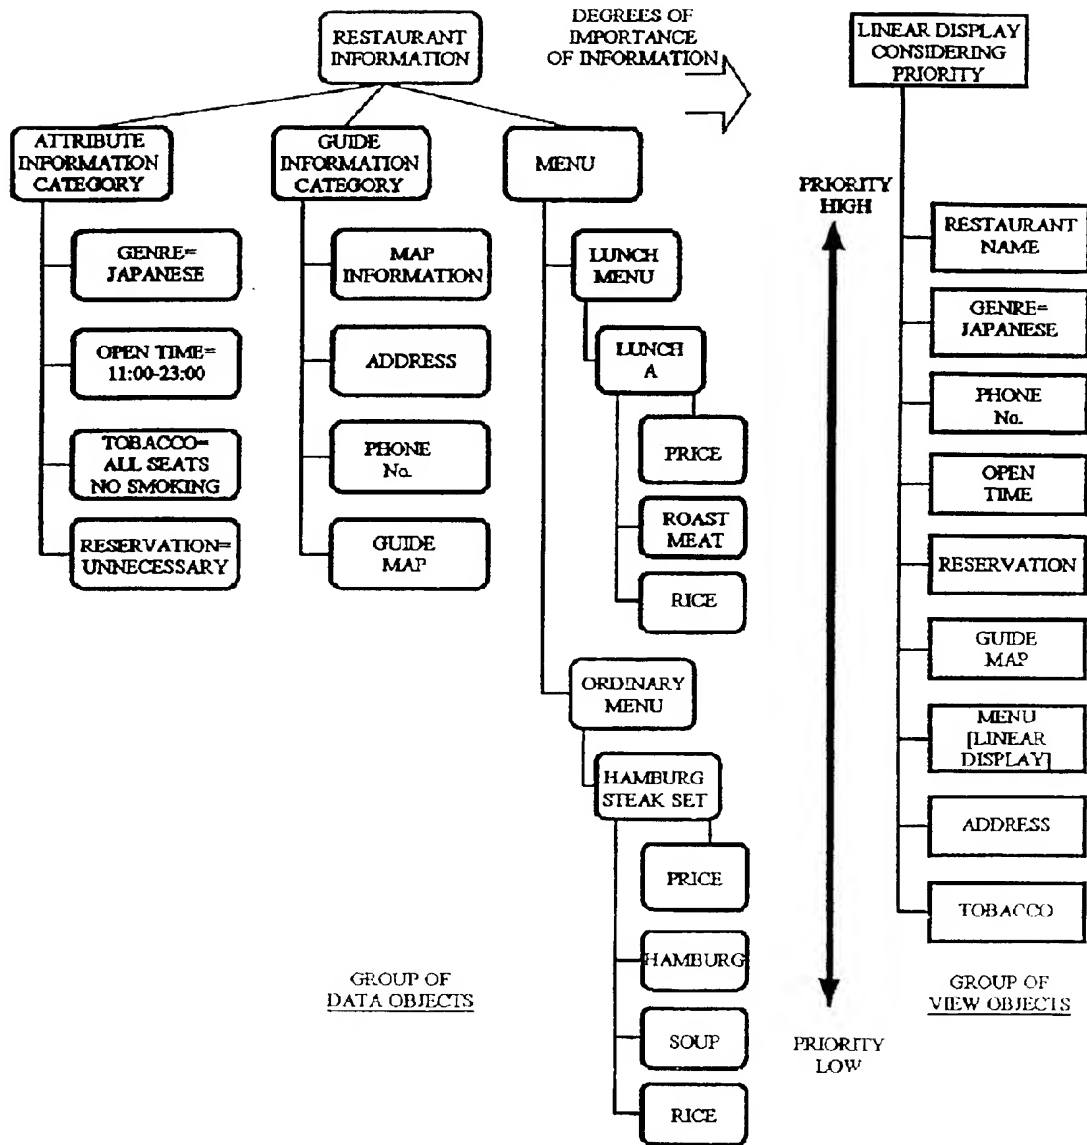 RESTAURANT
INFORMATION
DEGREES OF
IMPORTANCE
OF INFORMATION
LINEAR DISPLAY
CONSIDERING
PRIORITY
ATTRIBUTE
INFORMATION
CATEGORY
GUIDE
INFORMATION
CATEGORY
MENU
GENRE=
JAPANESE
OPEN TIME=
11:00-23:00
TOBACCO=
ALL SEATS
NO SMOKING
RESERVATION=
UNNECESSARY
MAP
INFORMATION
ADDRESS
PHONE
No.
GUIDE
MAP
LUNCH
MENU
LUNCH
A
PRICE
ROAST
MEAT
RICE
ORDINARY
MENU
HAMBURG
STEAK SET
PRICE
HAMBURG
SOUP
RICE
GROUP OF
DATA OBJECTS
PRIORITY
HIGH
PRIORITY
LOW
RESTAURANT
NAME
GENRE=
JAPANESE
PHONE
No.
OPEN
TIME
RESERVATION
GUIDE
MAP
MENU
[LINEAR
DISPLAY]
ADDRESS
TOBACCO
GROUP OF
VIEW OBJECTS